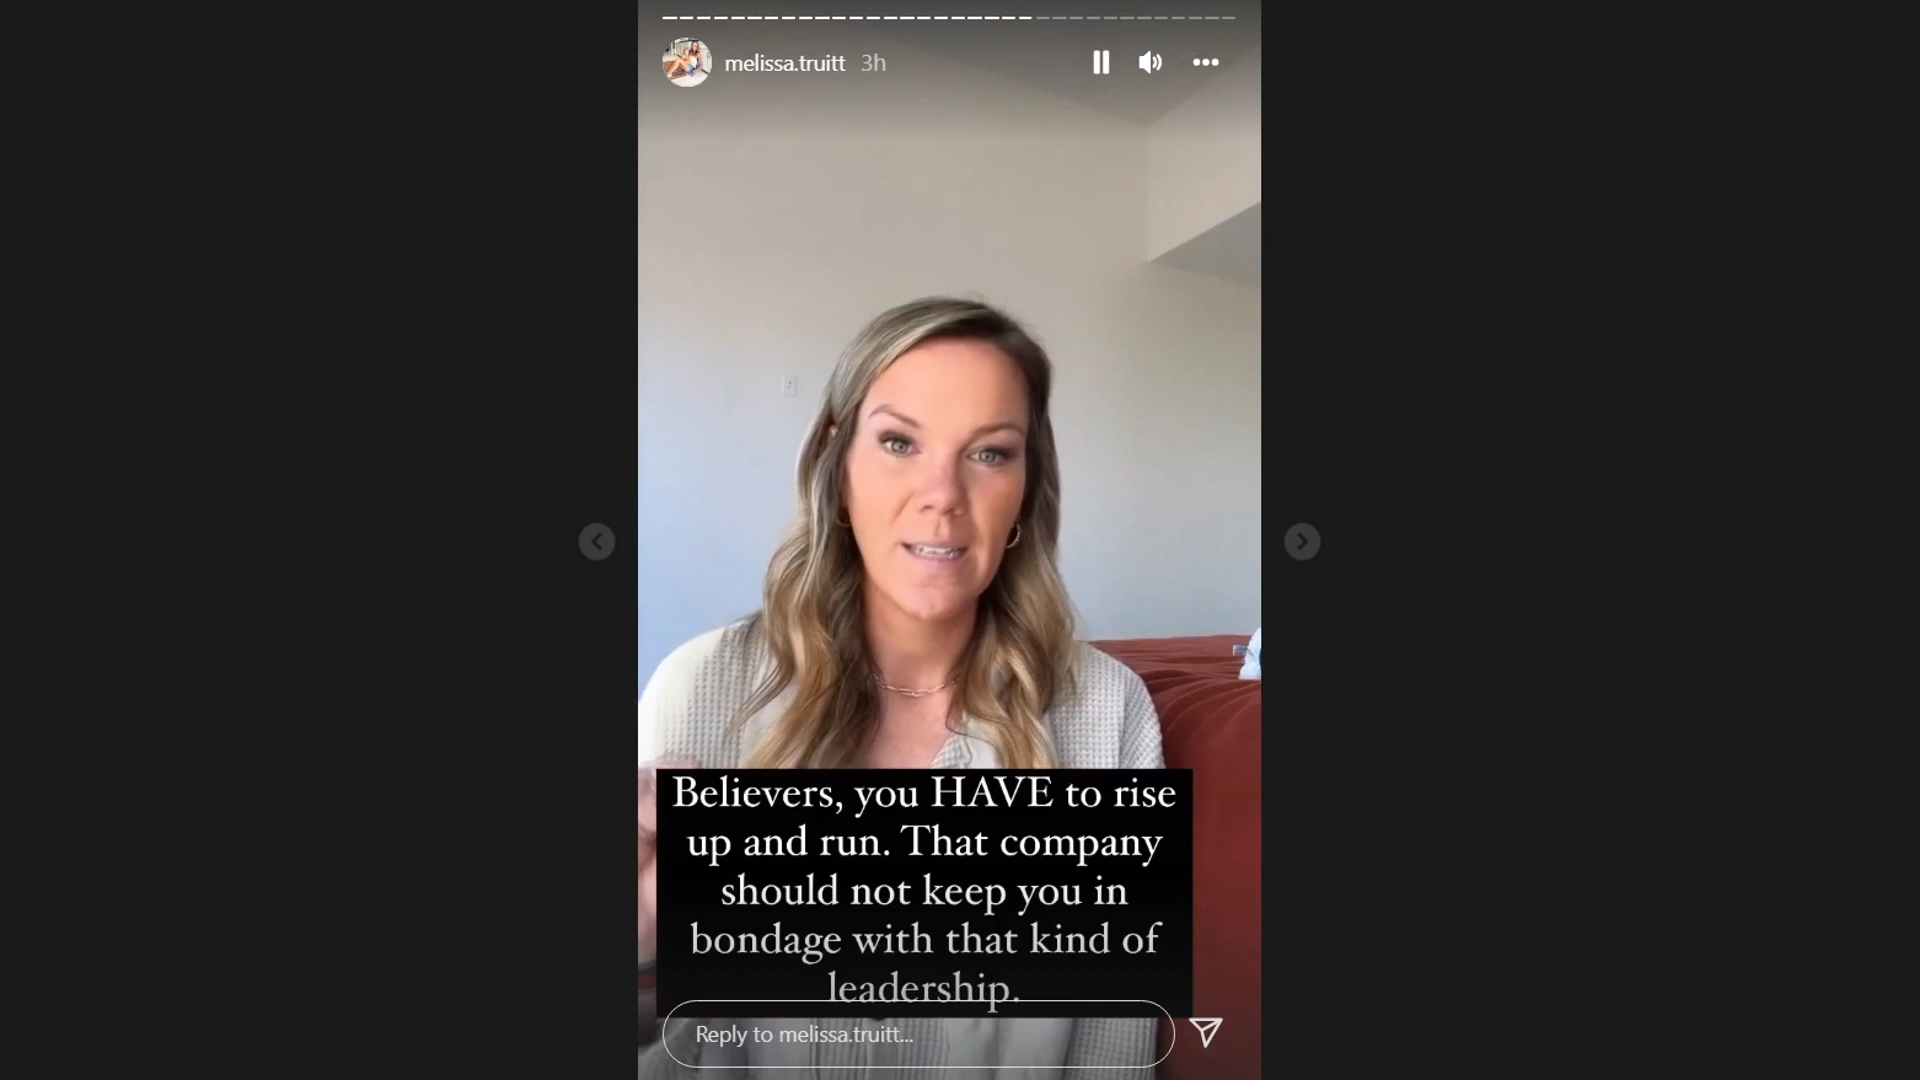 melissa.truitt 3h
Believers, you HAVE to rise
up and run. That company
should not keep you in
bondage with that kind of
leadership.
Reply to melissa.truitt...